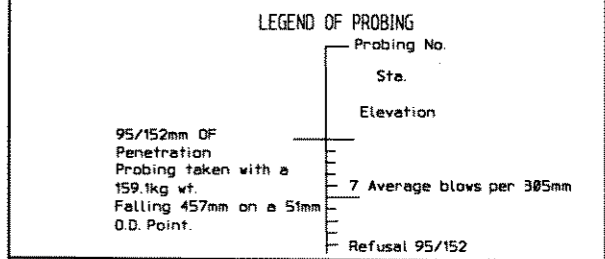 LEGEND OF PROBING
Probing No.
Sta.
Elevation
95/152mm OF
Penetration
Probing taken with a
159.1kg wt.
Falling 457mm on a 51mm
O.D. Point.
7 Average blows per 305mm
Refusal 95/152